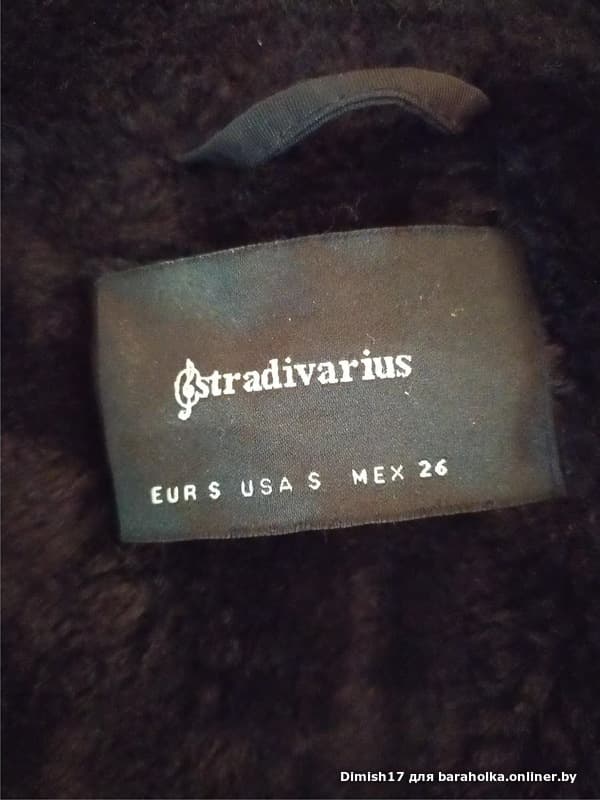 stradivarius
EUR S USA S MEX 26
Dimish17 для baraholka.onliner.by